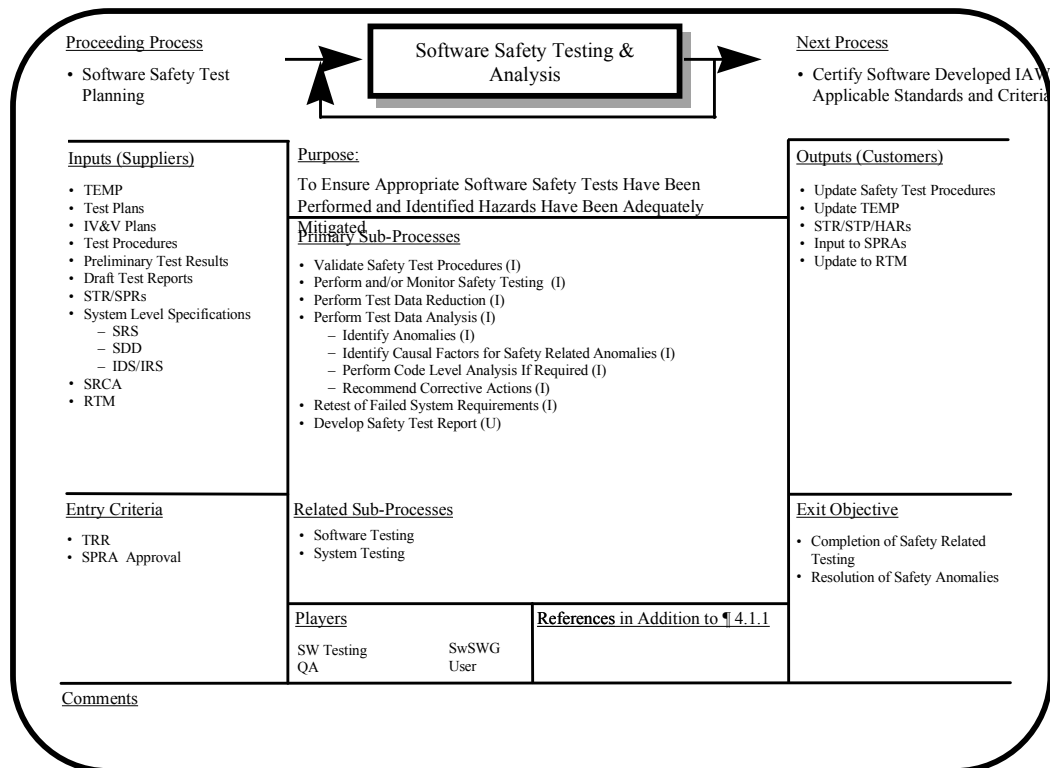 Proceeding Process
• Software Safety Test
Planning
Software Safety Testing &
Analysis
Next Process
• Certify Software Developed IAW
Applicable Standards and Criteria
Inputs (Suppliers)
• TEMP
• Test Plans
• IV&V Plans
• Test Procedures
• Preliminary Test Results
• Draft Test Reports
• STR/SPRs
• System Level Specifications
– SRS
– SDD
– IDS/IRS
• SRCA
• RTM
Purpose:
To Ensure Appropriate Software Safety Tests Have Been
Performed and Identified Hazards Have Been Adequately
Mitigated
Primary Sub-Processes
• Validate Safety Test Procedures (I)
• Perform and/or Monitor Safety Testing (I)
• Perform Test Data Reduction (I)
• Perform Test Data Analysis (I)
– Identify Anomalies (I)
– Identify Causal Factors for Safety Related Anomalies (I)
– Perform Code Level Analysis If Required (I)
– Recommend Corrective Actions (I)
• Retest of Failed System Requirements (I)
• Develop Safety Test Report (U)
Outputs (Customers)
• Update Safety Test Procedures
• Update TEMP
• STR/STP/HARs
• Input to SPRAs
• Update to RTM
Entry Criteria
• TRR
• SPRA Approval
Related Sub-Processes
• Software Testing
• System Testing
Exit Objective
• Completion of Safety Related
Testing
• Resolution of Safety Anomalies
Players
SW Testing
QA
SwSWG
User
References in Addition to ¶ 4.1.1
Comments